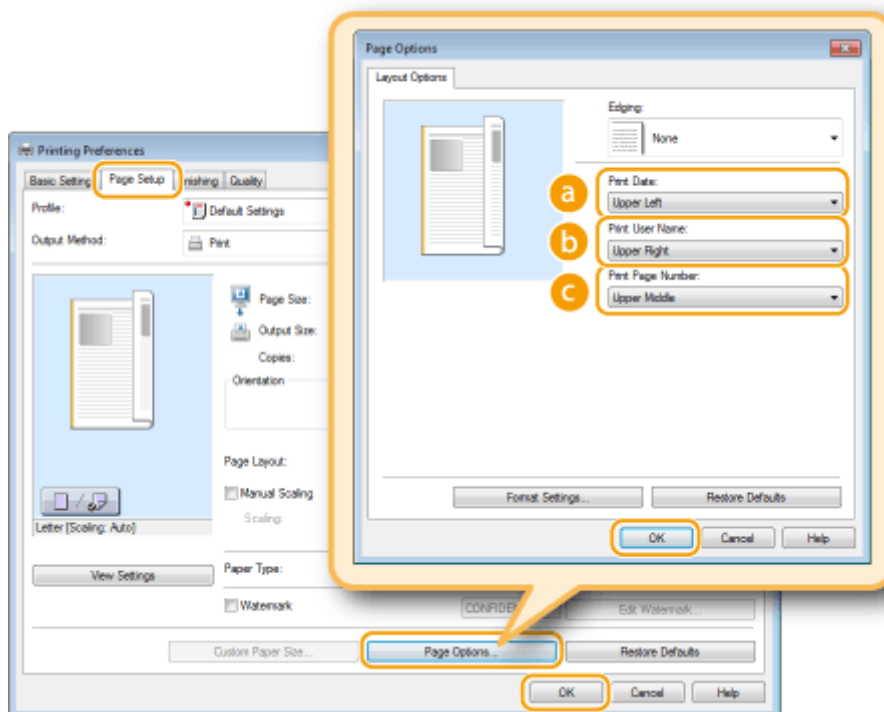 Page Options
Layout Options
Edging:
None
a
Print Date:
Upper Left
b
Print User Name:
Upper Right
c
Print Page Number:
Upper Middle
Format Settings...
Restore Defaults
OK
Cancel
Help
Printing Preferences
Basic Setting
Page Setup
nishing
Quality
Profile:
Default Settings
Output Method:
Print
Page Size:
Output Size:
Copies:
Orientation
Page Layout:
Manual Scaling
Scaling:
Letter [Scaling: Auto]
View Settings
Paper Type:
Watermark
CONFIDE
Edit Watermark...
Custom Paper Size...
Page Options...
Restore Defaults
OK
Cancel
Help